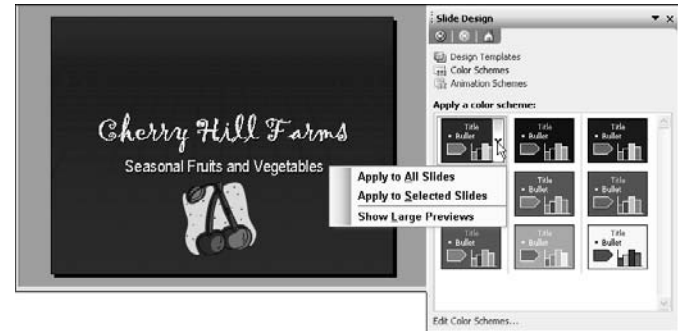 Slide Design
Design Templates
Color Schemes
Animation Schemes
Apply a color scheme:
Cherry Hill Farms
Seasonal Fruits and Vegetables
Title
• Bullet
Title
• Bullet
Title
• Bullet
Apply to All Slides
Apply to Selected Slides
Show Large Previews
Title
• Bullet
Title
• Bullet
Title
• Bullet
Title
• Bullet
Title
• Bullet
Edit Color Schemes...